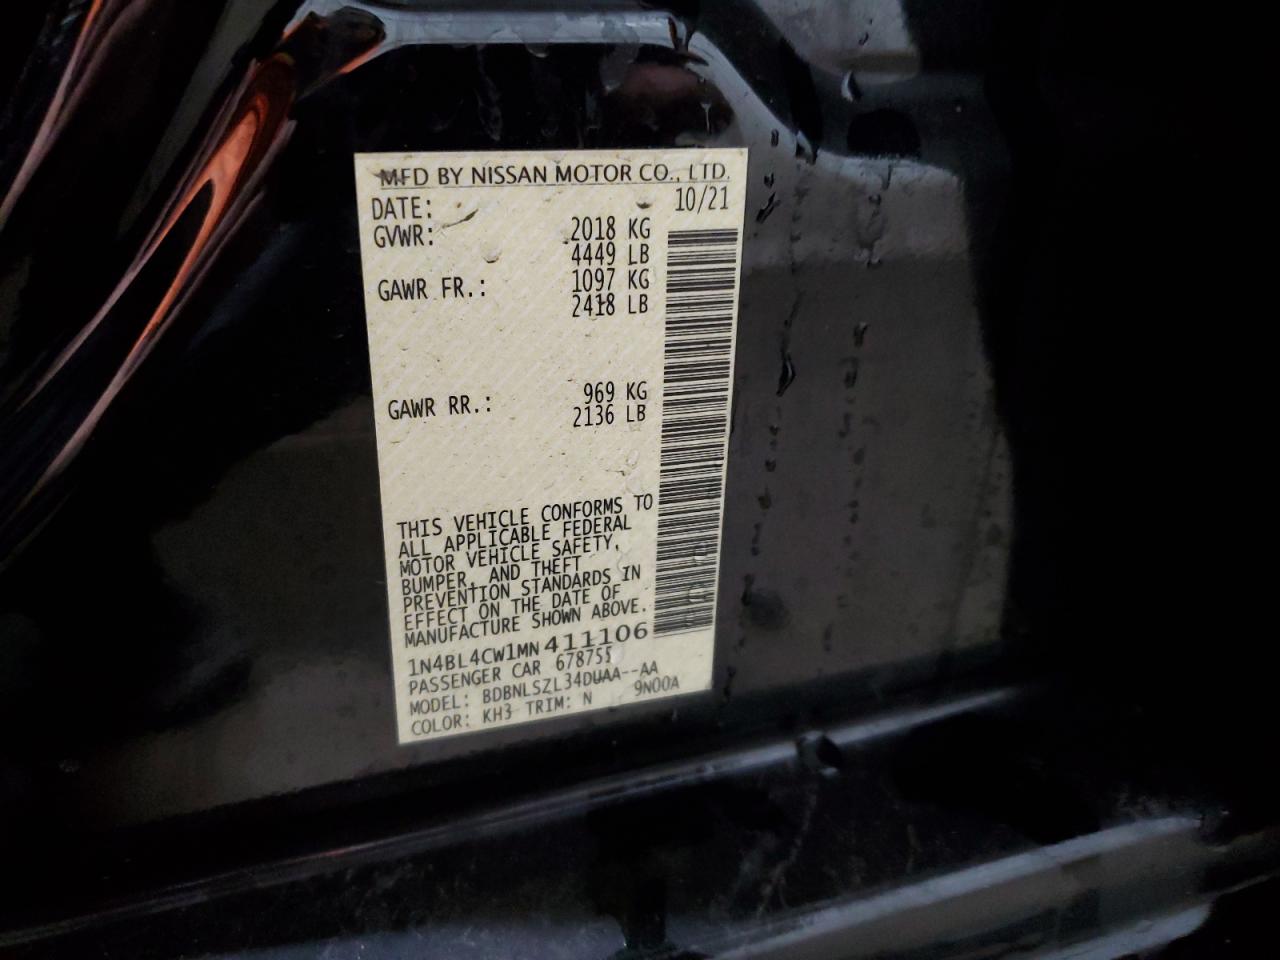 MFD BY NISSAN MOTOR CO., LTD.
DATE: 10/21
GVWR: 2018 KG
4449 LB
GAWR FR.: 1097 KG
2418 LB
GAWR RR.: 969 KG
2136 LB
THIS VEHICLE CONFORMS TO
ALL APPLICABLE FEDERAL
MOTOR VEHICLE SAFETY,
BUMPER, AND THEFT
PREVENTION STANDARDS IN
EFFECT ON THE DATE OF
MANUFACTURE SHOWN ABOVE.
1N4BL4CW1MN411106
PASSENGER CAR 678755
MODEL: BDBNLSZL34DUAA--AA
COLOR: KH3 TRIM: N 9N00A